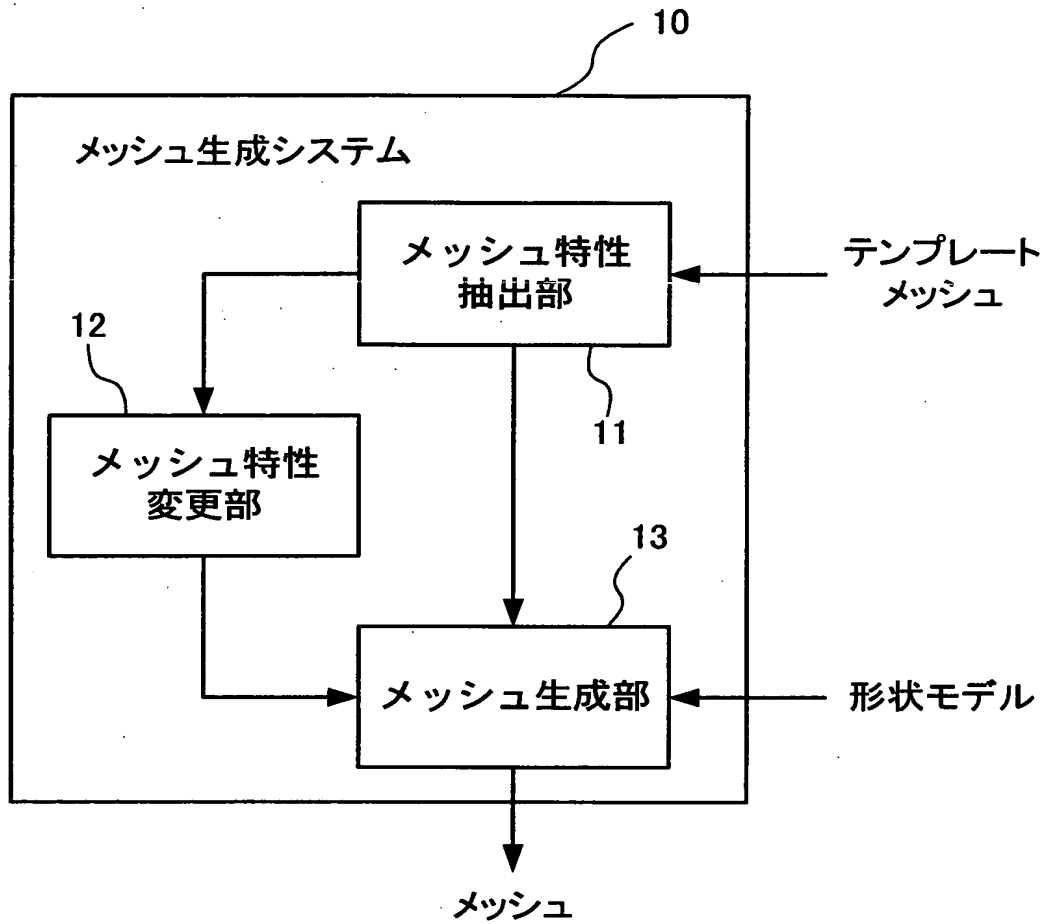 10
メッシュ生成システム
メッシュ特性
抽出部
テンプレート
メッシュ
12
11
メッシュ特性
変更部
13
メッシュ生成部
形状モデル
メッシュ